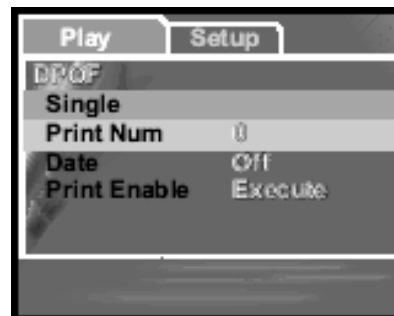 Play Setup
DPOF
Single
Print Num 0
Date Off
Print Enable Execute